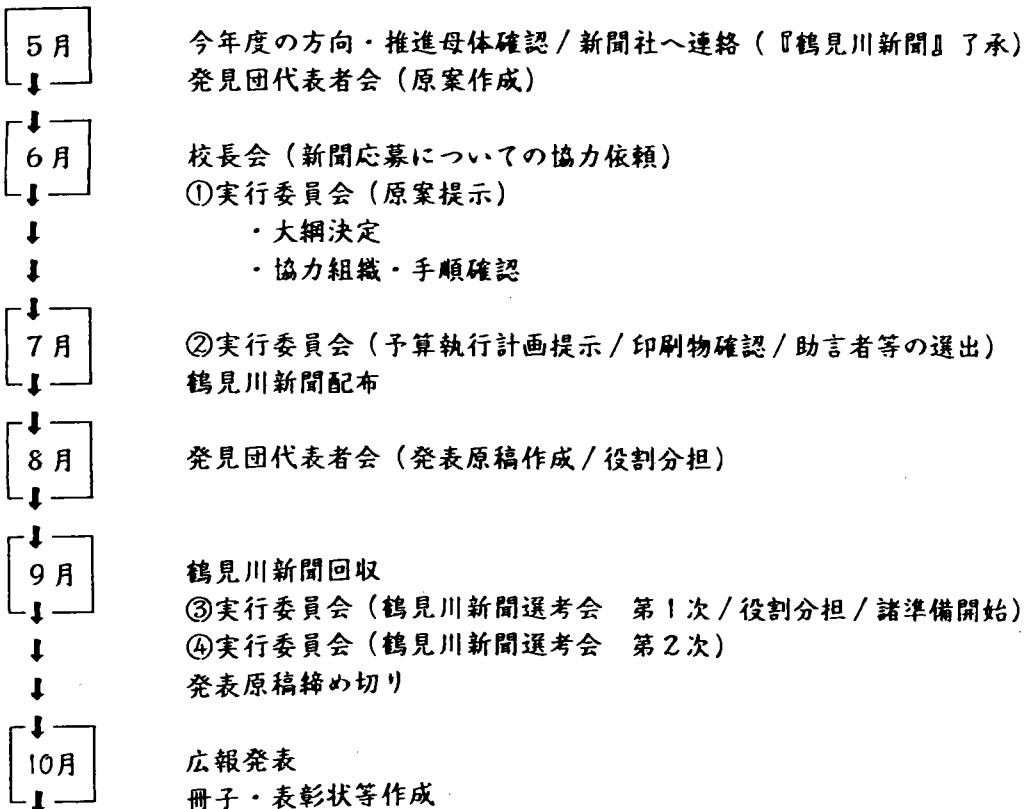 5月
今年度の方向・推進母体確認/新聞社へ連絡(『鶴見川新聞』了承)
発見団代表者会(原案作成)
6月
校長会(新聞応募についての協力依頼)
①実行委員会(原案提示)
・大綱決定
・協力組織・手順確認
7月
②実行委員会(予算執行計画提示/印刷物確認/助言者等の選出)
鶴見川新聞配布
8月
発見団代表者会(発表原稿作成/役割分担)
9月
鶴見川新聞回収
③実行委員会(鶴見川新聞選考会 第1次/役割分担/諸準備開始)
④実行委員会(鶴見川新聞選考会 第2次)
発表原稿締め切り
10月
広報発表
冊子・表彰状等作成